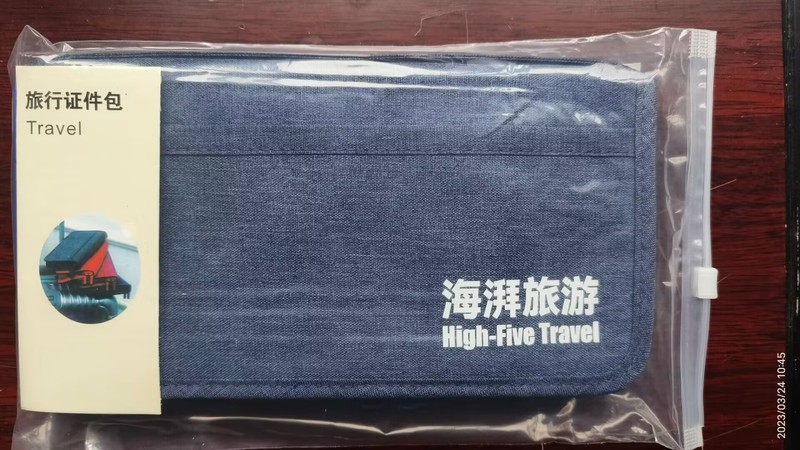 旅行证件包
Travel
海湃旅游
High-Five Travel
2023/03/24 10:45